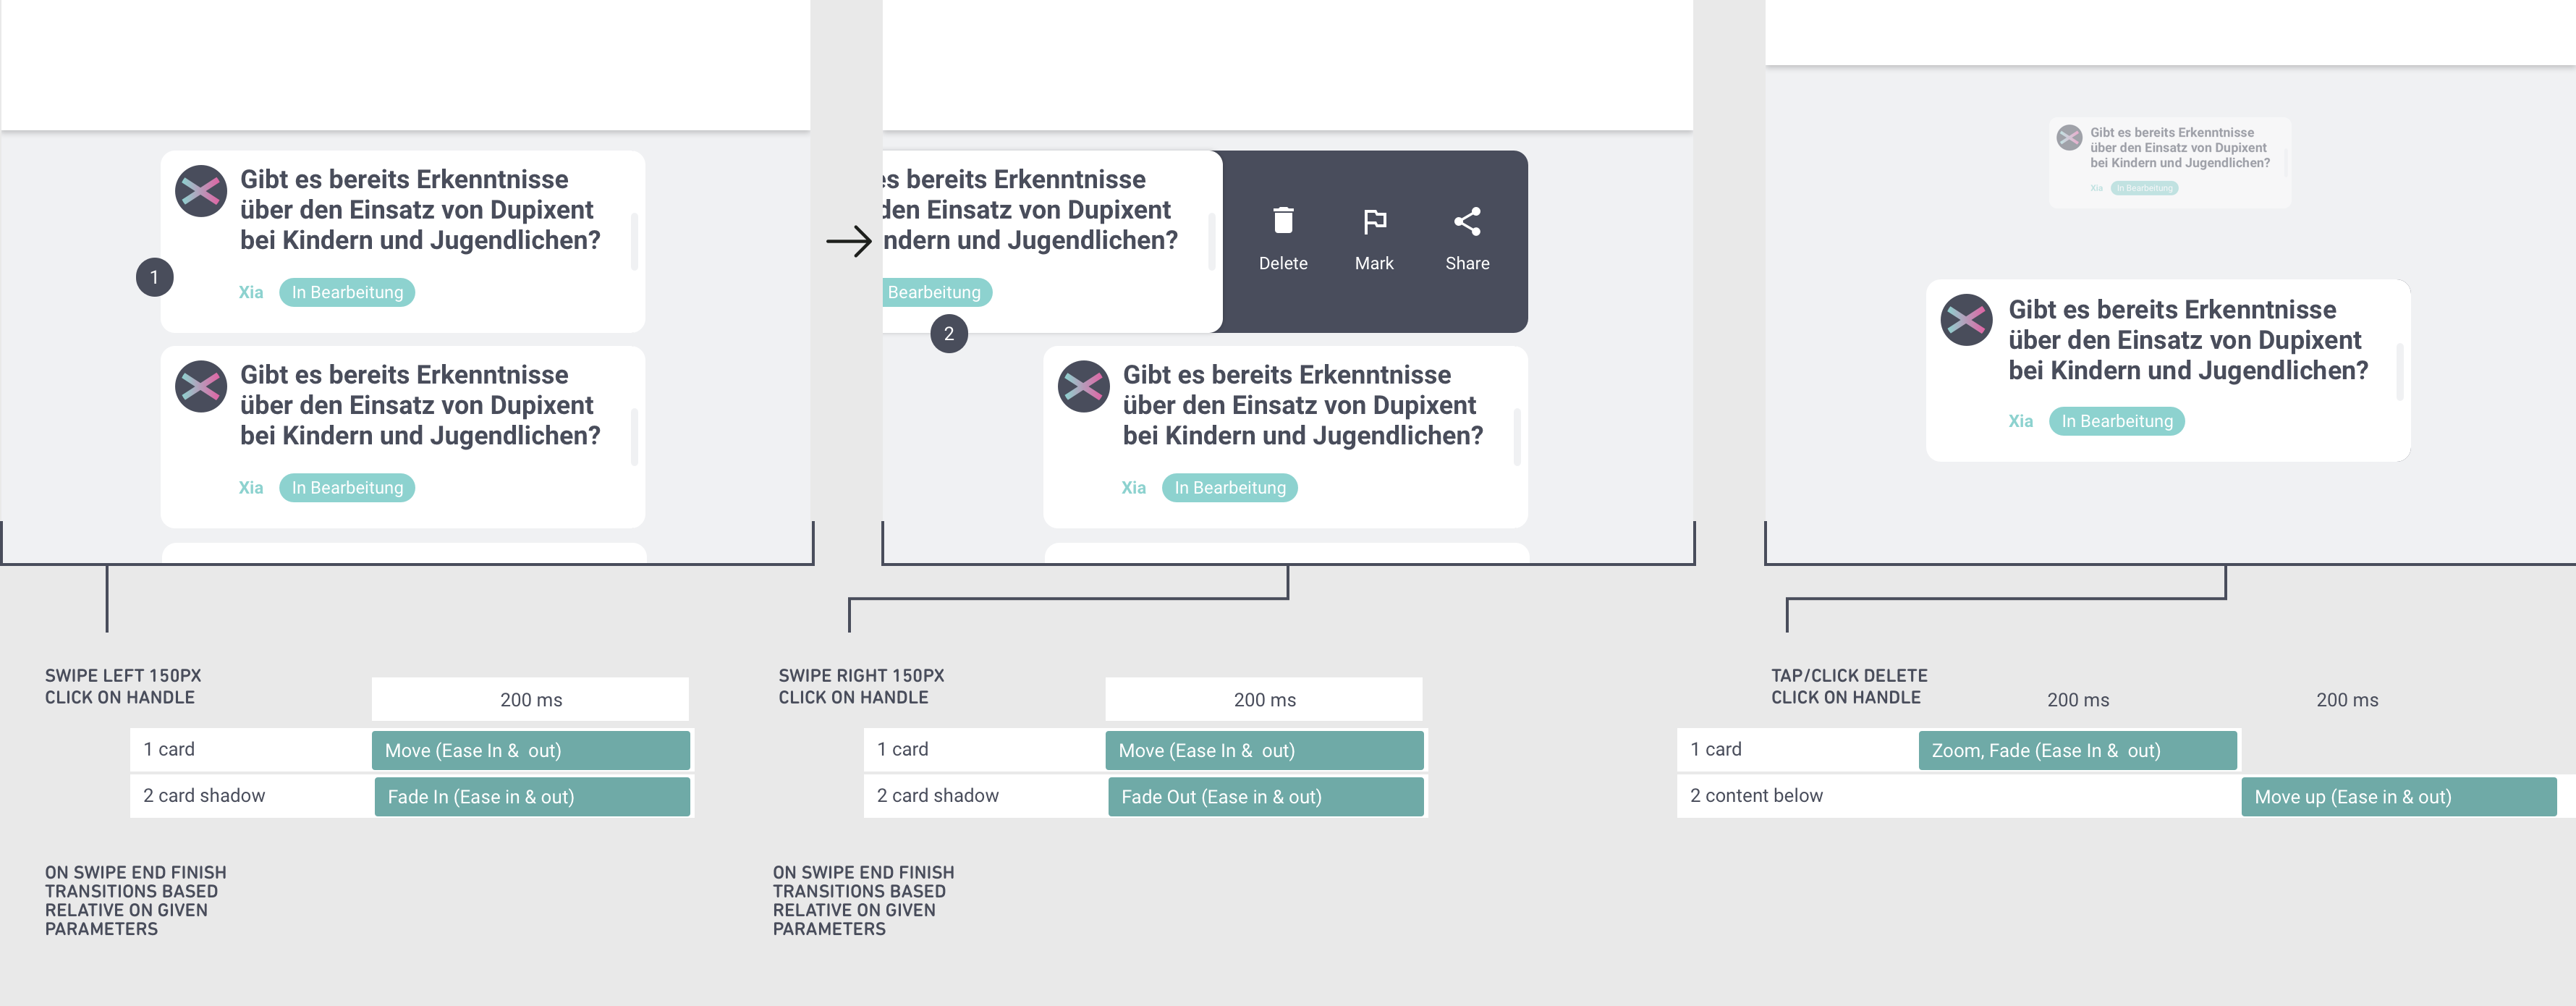 Gibt es bereits Erkenntnisse
über den Einsatz von Dupixent
bei Kindern und Jugendlichen?
1
Xia In Bearbeitung
Gibt es bereits Erkenntnisse
über den Einsatz von Dupixent
bei Kindern und Jugendlichen?
Xia In Bearbeitung
es bereits Erkenntnisse
den Einsatz von Dupixent
ndern und Jugendlichen?
Bearbeitung
2
Delete Mark Share
Gibt es bereits Erkenntnisse
über den Einsatz von Dupixent
bei Kindern und Jugendlichen?
Xia In Bearbeitung
Gibt es bereits Erkenntnisse
über den Einsatz von Dupixent
bei Kindern und Jugendlichen?
Xia In Bearbeitung
Gibt es bereits Erkenntnisse
über den Einsatz von Dupixent
bei Kindern und Jugendlichen?
Xia In Bearbeitung
SWIPE LEFT 150PX
CLICK ON HANDLE
200 ms
1 card Move (Ease In & out)
2 card shadow Fade In (Ease in & out)
ON SWIPE END FINISH
TRANSITIONS BASED
RELATIVE ON GIVEN
PARAMETERS
SWIPE RIGHT 150PX
CLICK ON HANDLE
200 ms
1 card Move (Ease In & out)
2 card shadow Fade Out (Ease in & out)
ON SWIPE END FINISH
TRANSITIONS BASED
RELATIVE ON GIVEN
PARAMETERS
TAP/CLICK DELETE
CLICK ON HANDLE
200 ms 200 ms
1 card Zoom, Fade (Ease In & out)
2 content below Move up (Ease in & out)